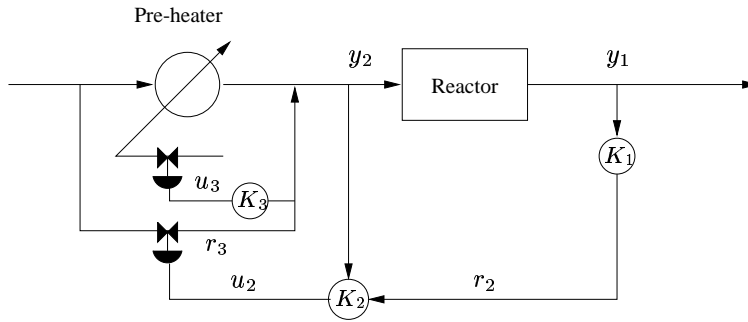 Pre-heater
y₂
Reactor
y₁
K₁
u₃
K₃
r₃
u₂
K₂
r₂